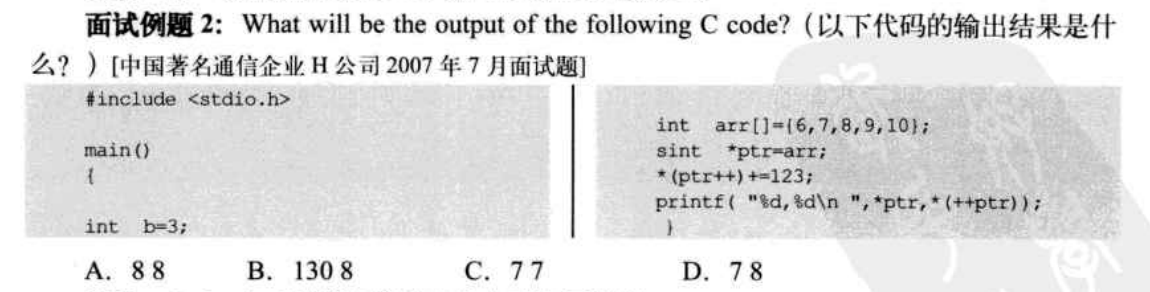 面试例题 2: What will be the output of the following C code?（以下代码的输出结果是什
么？）[中国著名通信企业 H 公司 2007 年 7 月面试题]
#include <stdio.h>
main()
{
int b=3;
int arr[]={6,7,8,9,10};
sint *ptr=arr;
*(ptr++)+=123;
printf( "%d,%d\n ",*ptr,*(++ptr));
}
A. 8 8 B. 130 8 C. 7 7 D. 7 8